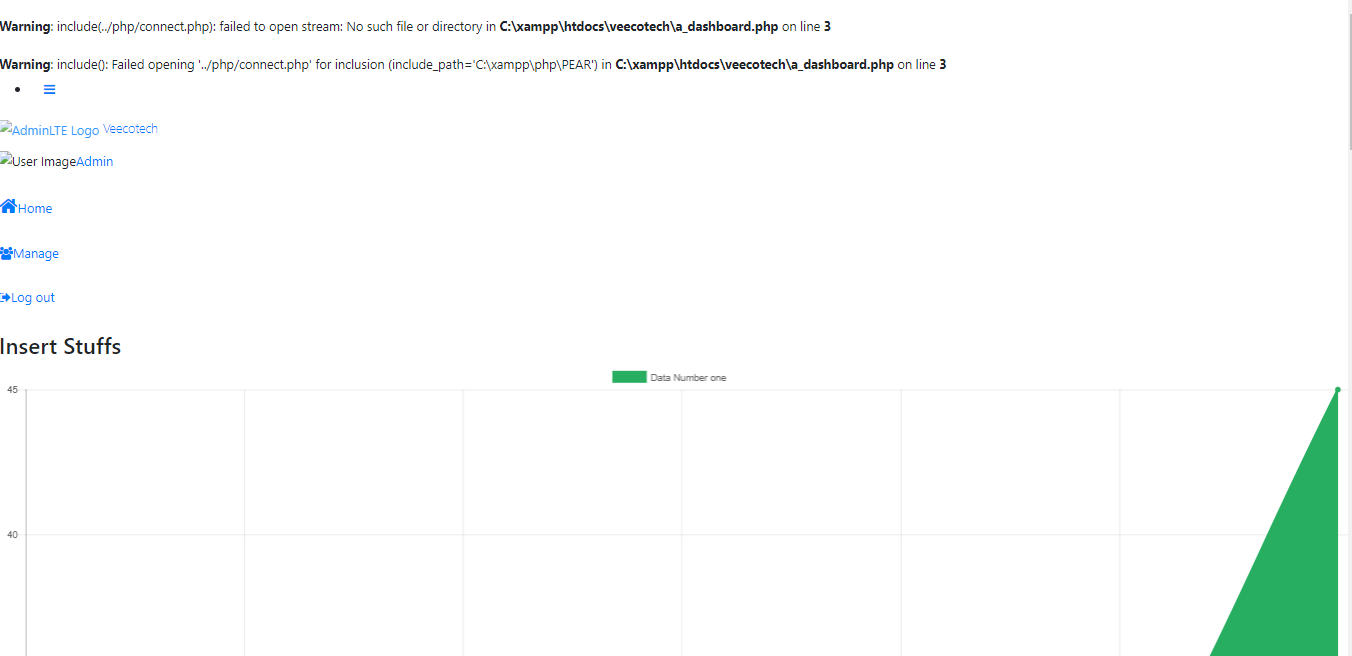 Warning: include(../php/connect.php): failed to open stream: No such file or directory in C:\xampp\htdocs\veecotech\a_dashboard.php on line 3
Warning: include(): Failed opening '../php/connect.php' for inclusion (include_path='C:\xampp\php\PEAR') in C:\xampp\htdocs\veecotech\a_dashboard.php on line 3
AdminLTE Logo Veecotech
User ImageAdmin
Home
Manage
Log out
Insert Stuffs
Data Number one
45
40